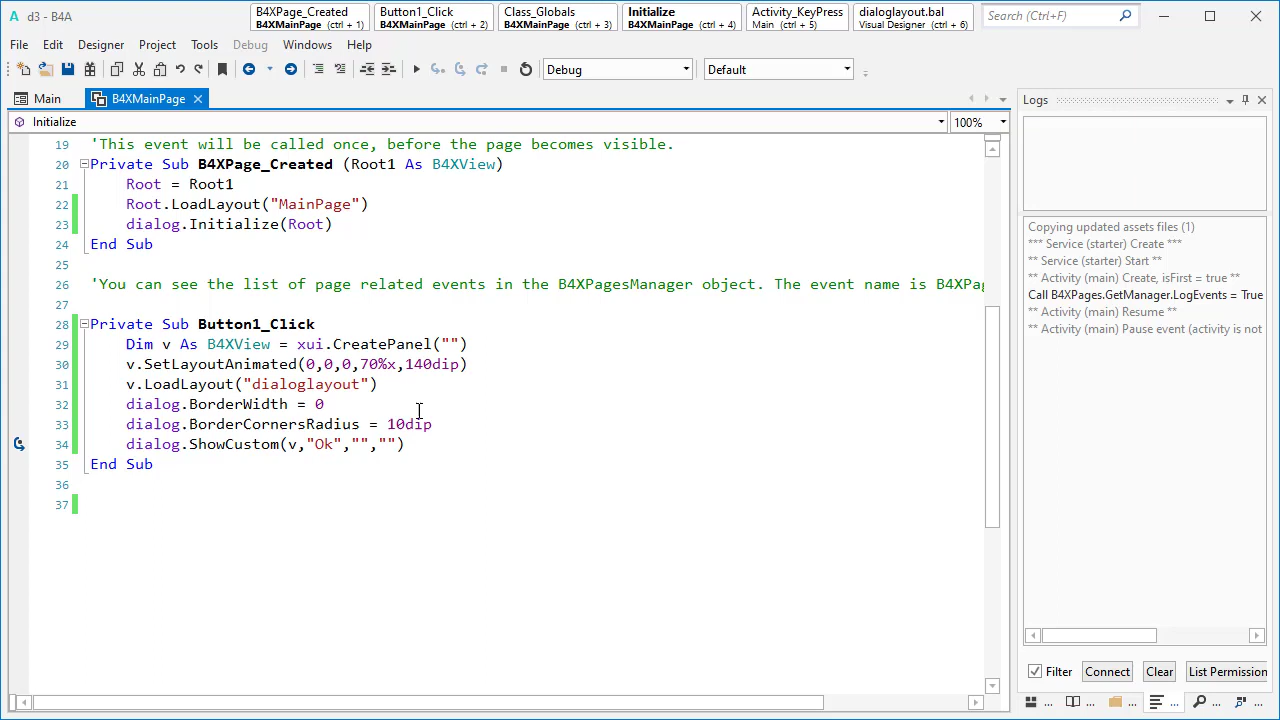 d3 - B4A
B4XPage_Created
B4XMainPage (ctrl + 1)
Button1_Click
B4XMainPage (ctrl + 2)
Class_Globals
B4XMainPage (ctrl + 3)
Initialize
B4XMainPage (ctrl + 4)
Activity_KeyPress
Main (ctrl + 5)
dialoglayout.bal
Visual Designer (ctrl + 6)
Search (Ctrl+F)
File Edit Designer Project Tools Debug Windows Help
Debug Default
Main B4XMainPage
Initialize 100%
19 'This event will be called once, before the page becomes visible.
20 Private Sub B4XPage_Created (Root1 As B4XView)
21 Root = Root1
22 Root.LoadLayout("MainPage")
23 dialog.Initialize(Root)
24 End Sub
25
26 'You can see the list of page related events in the B4XPagesManager object. The event name is B4XPag
27
28 Private Sub Button1_Click
29 Dim v As B4XView = xui.CreatePanel("")
30 v.SetLayoutAnimated(0,0,0,70%x,140dip)
31 v.LoadLayout("dialoglayout")
32 dialog.BorderWidth = 0
33 dialog.BorderCornersRadius = 10dip
34 dialog.ShowCustom(v,"Ok","","")
35 End Sub
36
37
Logs
Copying updated assets files (1)
*** Service (starter) Create ***
** Service (starter) Start **
** Activity (main) Create, isFirst = true **
Call B4XPages.GetManager.LogEvents = True
** Activity (main) Resume **
** Activity (main) Pause event (activity is not
Filter Connect Clear List Permission
... ... ... ... ... ...